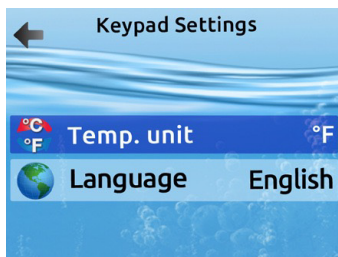 Keypad Settings
°C
°F
Temp. unit °F
Language English